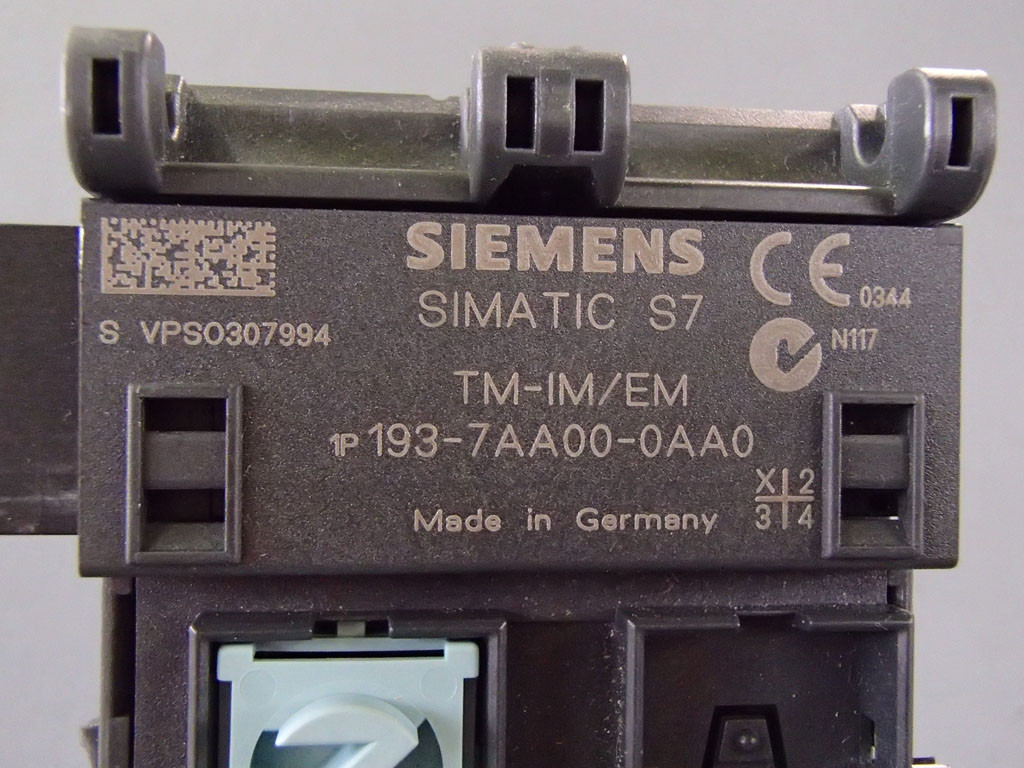 SIEMENS
CE 0344
SIMATIC S7
S VPSO307994
N117
TM-IM/EM
1P 193-7AA00-0AA0
X 2
3 4
Made in Germany